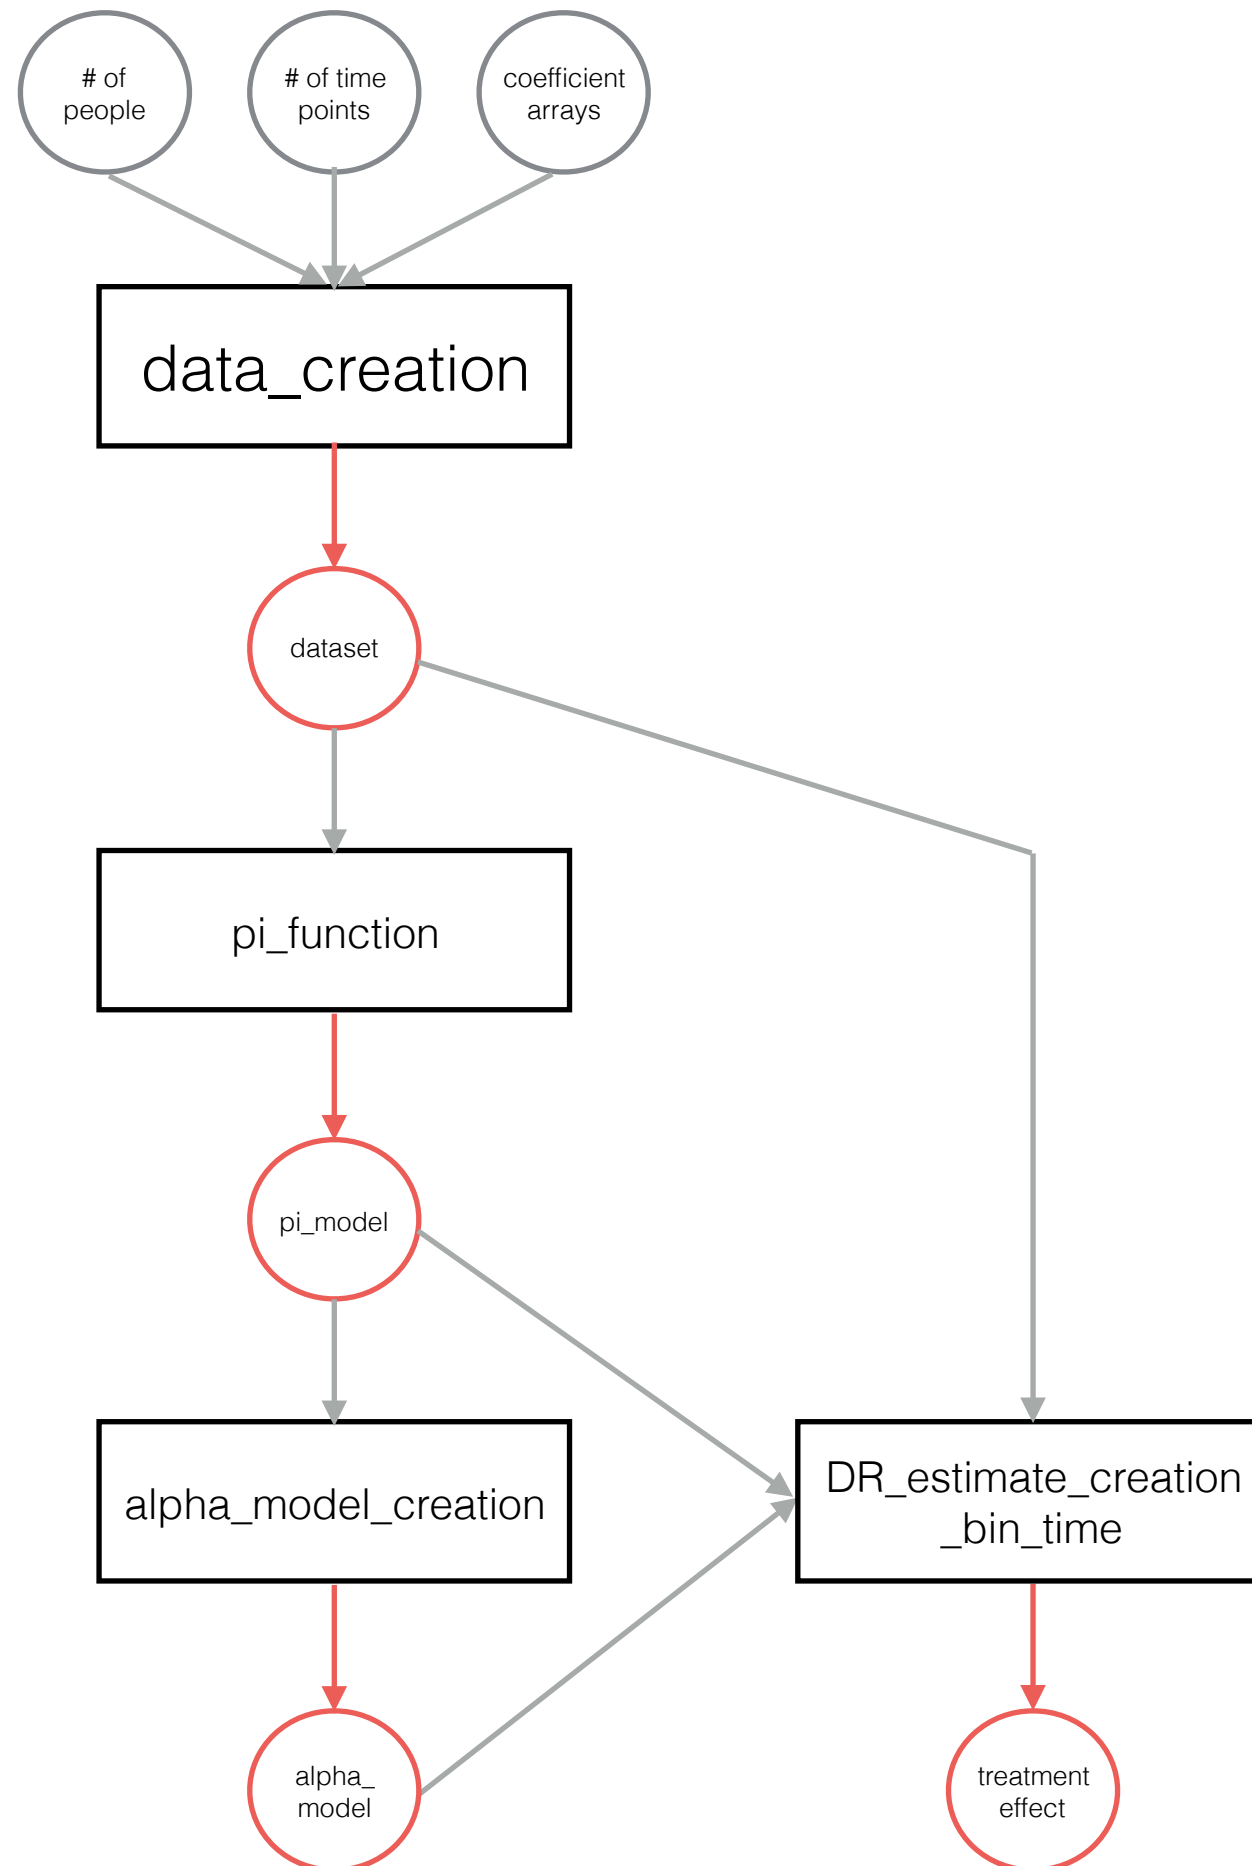 # of
people
# of time
points
coefficient
arrays
data_creation
dataset
pi_function
pi_model
alpha_model_creation
DR_estimate_creation
_bin_time
alpha_
model
treatment
effect